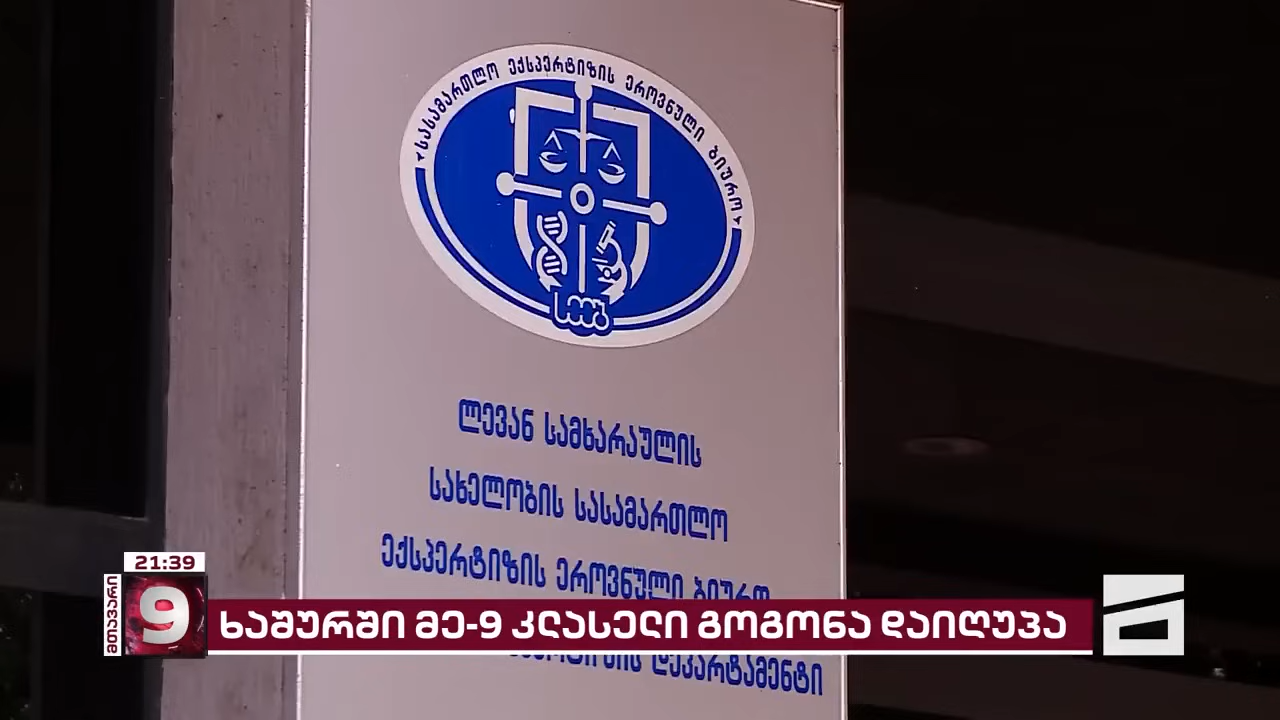 სასამართლო ექსპერტიზის ეროვნული ბიურო
სეებ
ლევან სამხარაულის
სახელობის სასამართლო
ექსპერტიზის ეროვნული ბიურო
დეპარტამენტი
21:39
მთავარი
9
ხაშურში მე-9 კლასელი გოგონა დაიღუპა